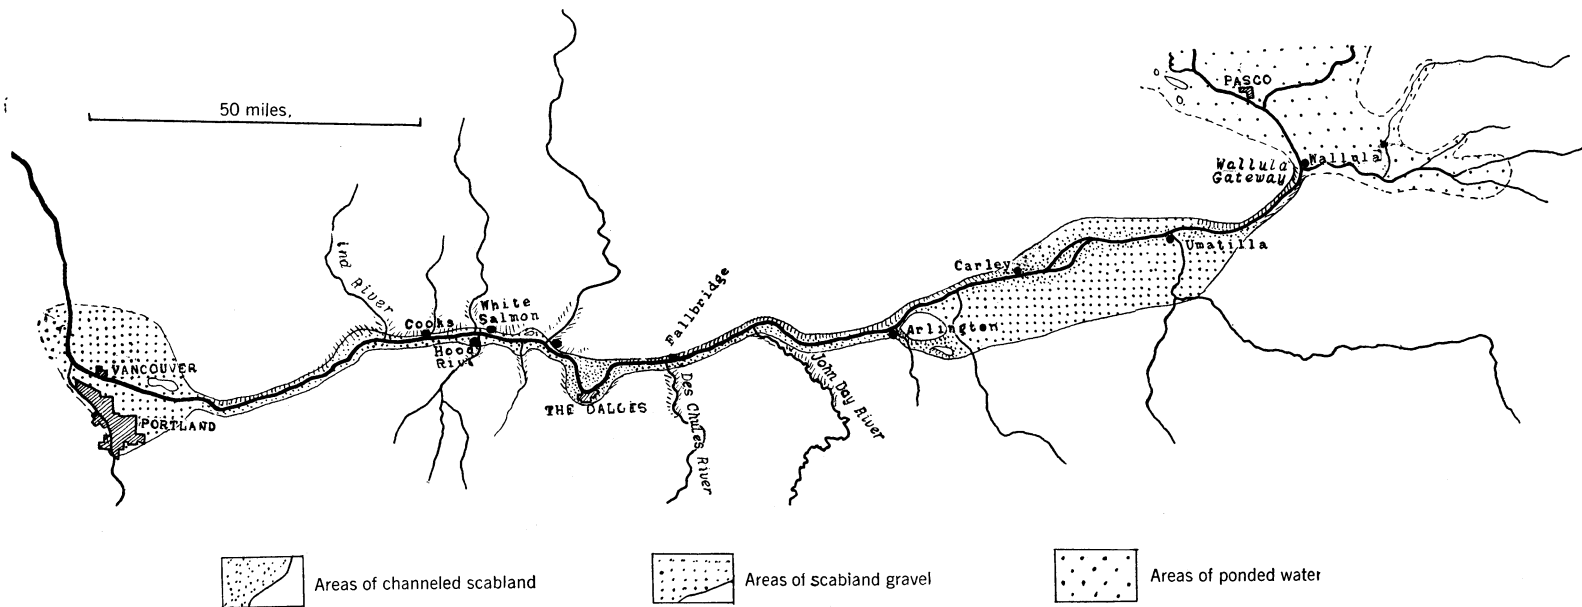 50 miles.
PASCO
Wallula
Gateway
Wallula
Umatilla
Carley
Arlington
Fallbridge
John Day River
Des Chutes River
THE DALLES
White
Salmon
Cooks
Hood
Riv.
ind River
VANCOUVER
PORTLAND
Areas of channeled scabland
Areas of scabland gravel
Areas of ponded water